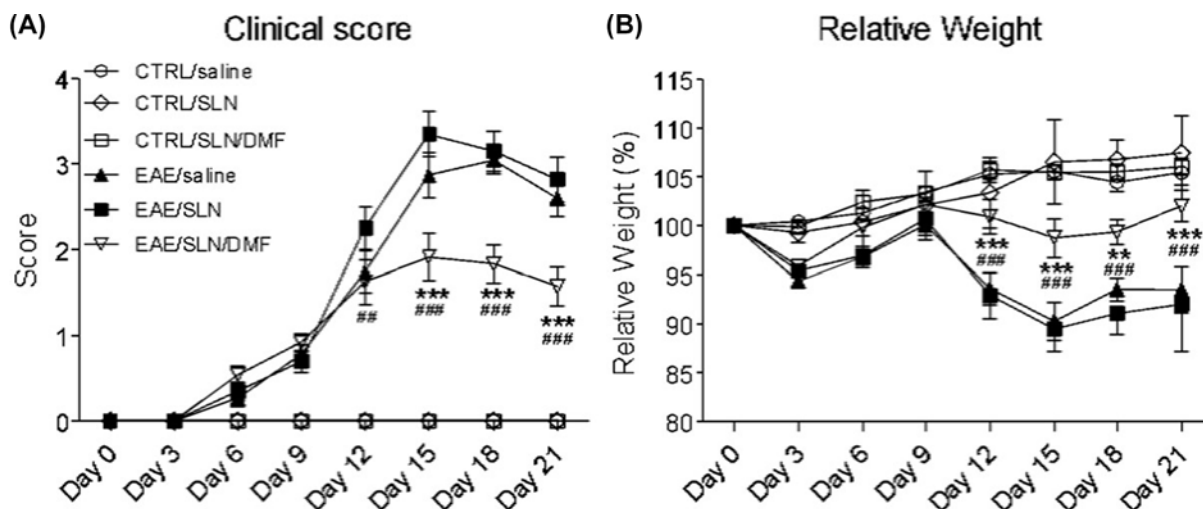 (A) Clinical score
4
3
2
1
0
Score
CTRL/saline
CTRL/SLN
CTRL/SLN/DMF
EAE/saline
EAE/SLN
EAE/SLN/DMF
##
***
###
***
###
***
###
Day 0 Day 3 Day 6 Day 9 Day 12 Day 15 Day 18 Day 21
(B) Relative Weight
115
110
105
100
95
90
85
80
Relative Weight (%)
***
###
***
###
**
###
***
###
Day 0 Day 3 Day 6 Day 9 Day 12 Day 15 Day 18 Day 21